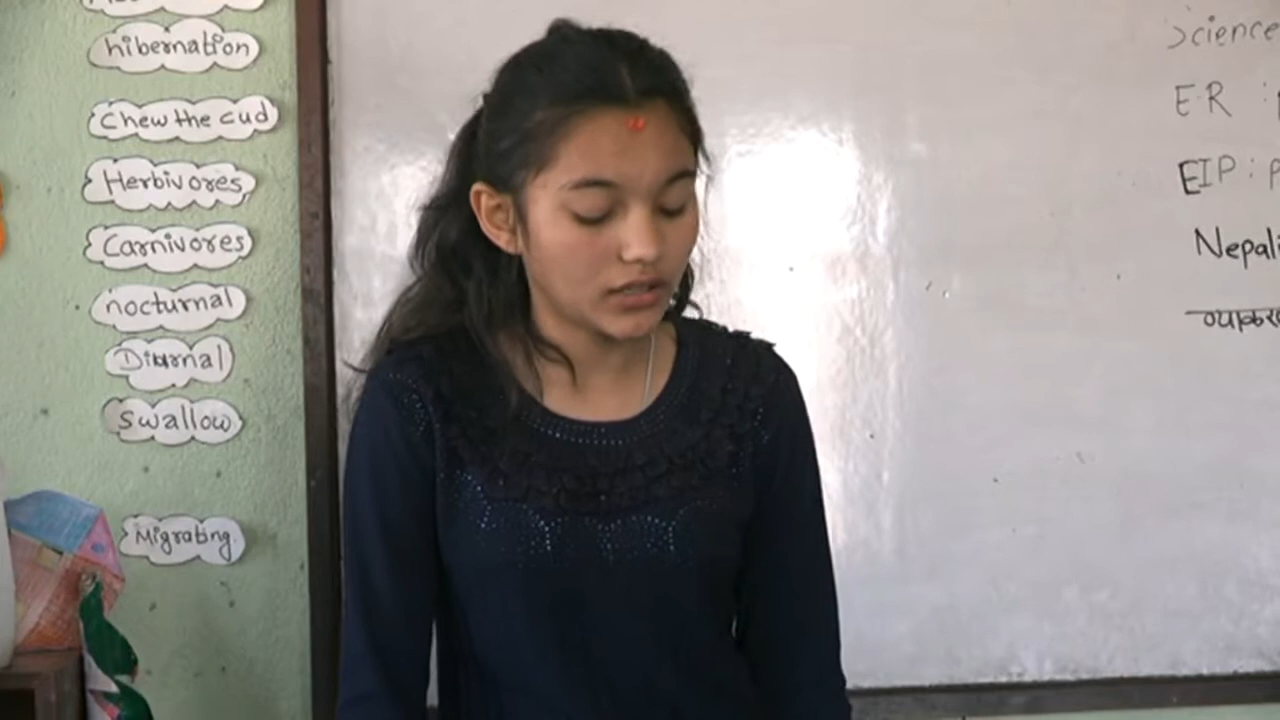 hibernation
Chew the cud
Herbivores
Carnivores
nocturnal
Diurnal
swallow
Migrating
Science
E.R :
EIP : P
Nepali